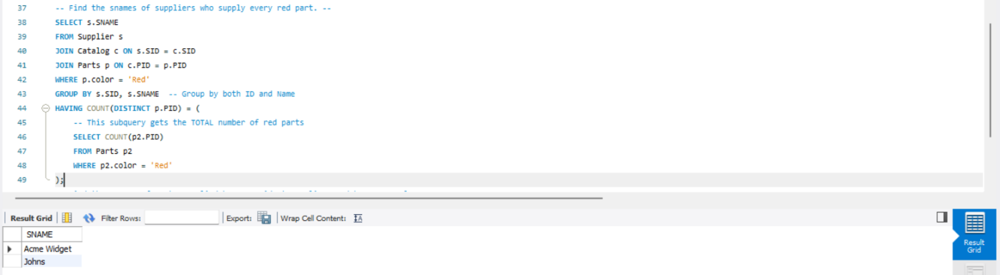 37 -- Find the snames of suppliers who supply every red part. --
38 SELECT s.SNAME
39 FROM Supplier s
40 JOIN Catalog c ON s.SID = c.SID
41 JOIN Parts p ON c.PID = p.PID
42 WHERE p.color = 'Red'
43 GROUP BY s.SID, s.SNAME  -- Group by both ID and Name
44 HAVING COUNT(DISTINCT p.PID) = (
45 -- This subquery gets the TOTAL number of red parts
46 SELECT COUNT(p2.PID)
47 FROM Parts p2
48 WHERE p2.color = 'Red'
49 );
Result Grid Filter Rows: Export: Wrap Cell Content:
SNAME
Acme Widget
Johns
Result
Grid